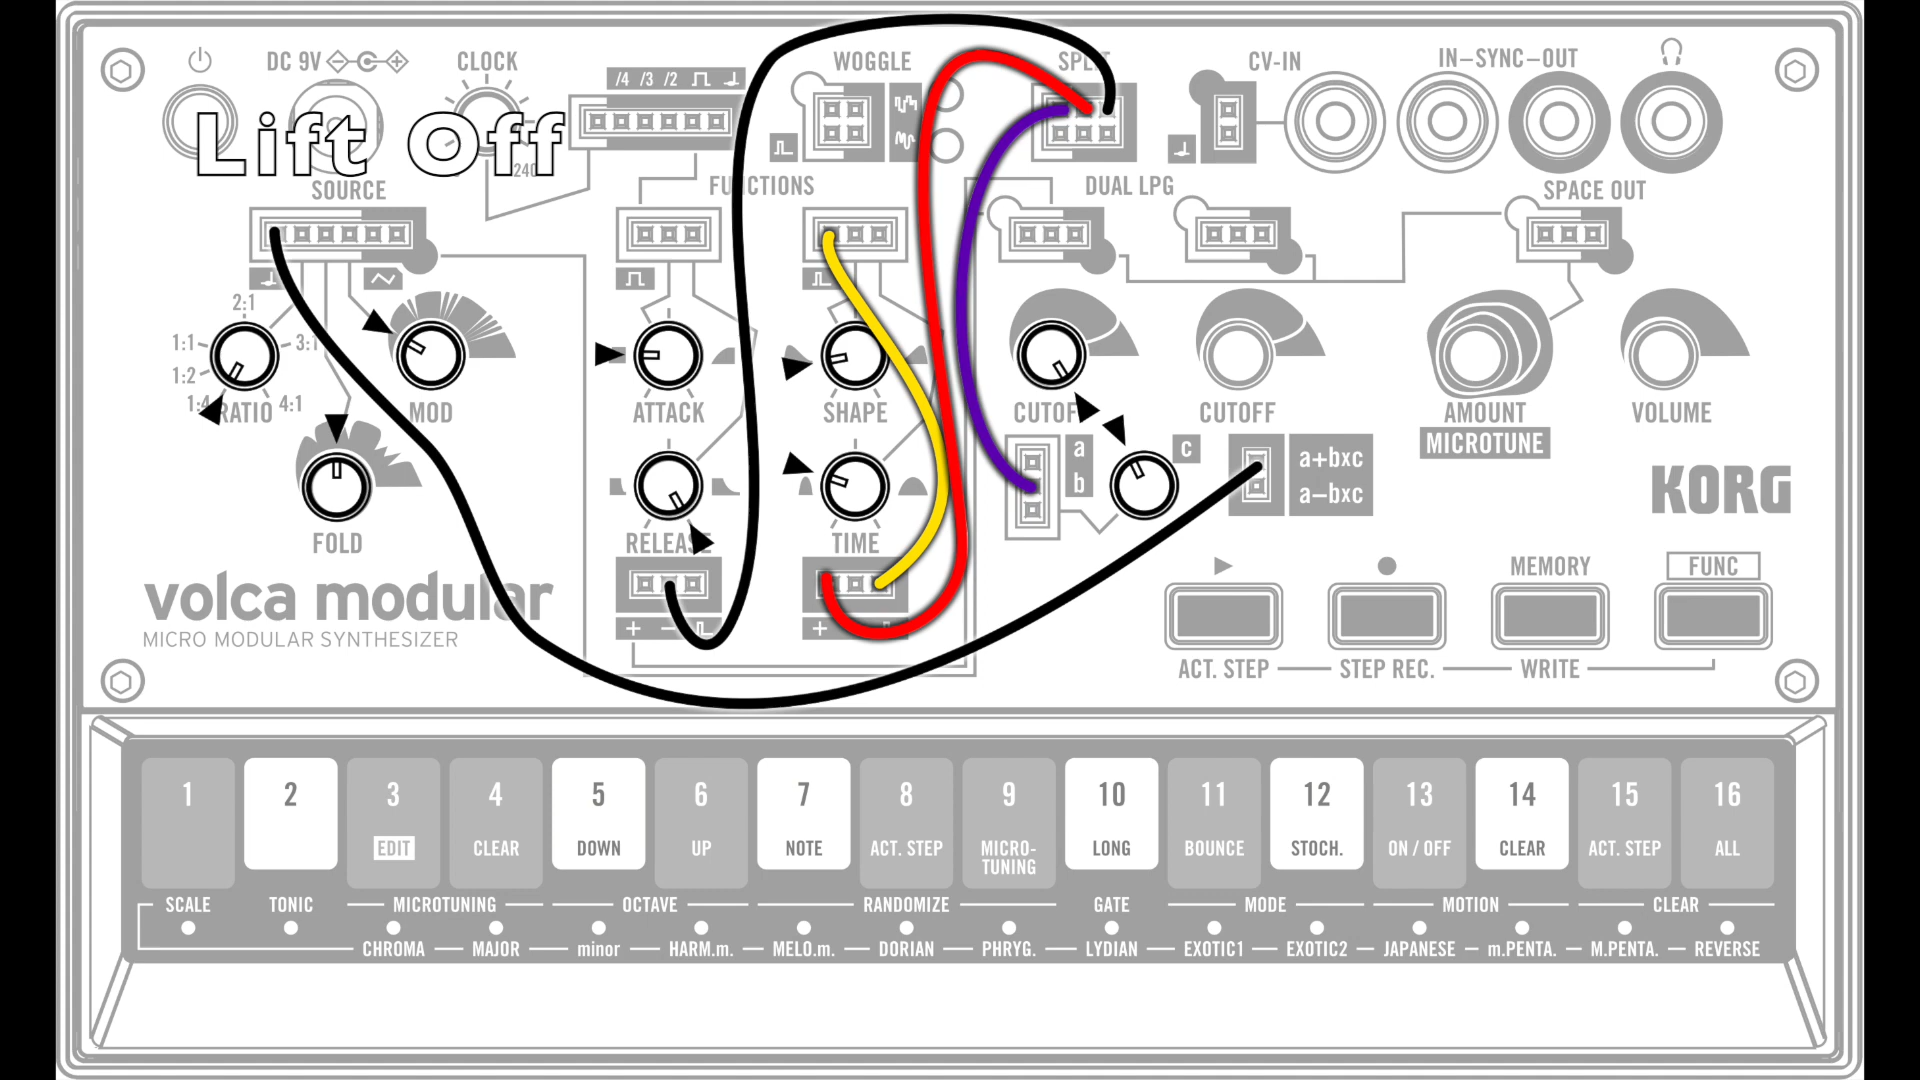 DC 9V
CLOCK
/4 /3 /2
WOGGLE
SPLIT
CV-IN
IN-SYNC-OUT
Lift Off
240
SOURCE
FUNCTIONS
DUAL LPG
SPACE OUT
2:1
1:1
3:1
1:2
1:4
4:1
RATIO
MOD
ATTACK
SHAPE
CUTOFF
CUTOFF
AMOUNT
VOLUME
MICROTUNE
a
b
c
a+bxc
a-bxc
KORG
FOLD
RELEASE
TIME
MEMORY
FUNC
volca modular
MICRO MODULAR SYNTHESIZER
+ -
+
ACT. STEP
STEP REC.
WRITE
1 2 3 4 5 6 7 8 9 10 11 12 13 14 15 16
EDIT CLEAR DOWN UP NOTE ACT. STEP MICRO-TUNING LONG BOUNCE STOCH. ON / OFF CLEAR ACT. STEP ALL
SCALE TONIC MICROTUNING OCTAVE RANDOMIZE GATE MODE MOTION CLEAR
CHROMA MAJOR minor HARM.m. MELO.m. DORIAN PHRYG. LYDIAN EXOTIC1 EXOTIC2 JAPANESE m.PENTA. M.PENTA. REVERSE